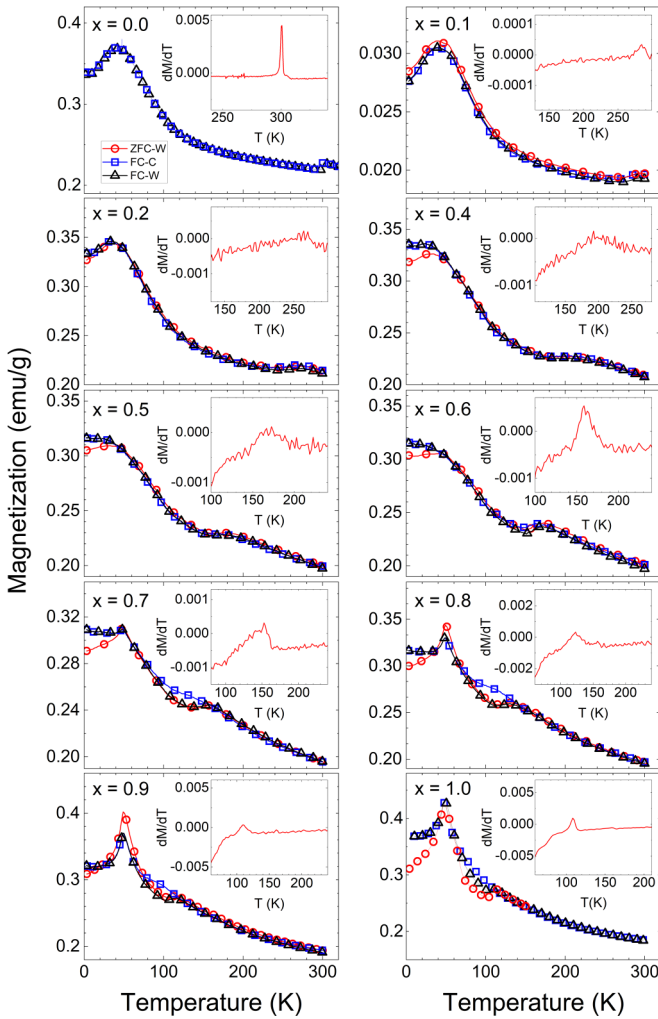 Magnetization (emu/g)
x = 0.0
0.4
0.3
0.2
ZFC-W
FC-C
FC-W
dM/dT
0.005
0.000
250
300
T (K)
x = 0.1
0.030
0.025
0.020
dM/dT
0.0001
0.0000
-0.0001
150
200
250
T (K)
x = 0.2
0.35
0.30
0.25
0.20
dM/dT
0.000
-0.001
150
200
250
T (K)
x = 0.4
0.35
0.30
0.25
0.20
dM/dT
0.000
-0.001
150
200
250
T (K)
x = 0.5
0.35
0.30
0.25
0.20
dM/dT
0.000
-0.001
100
150
200
T (K)
x = 0.6
0.35
0.30
0.25
0.20
dM/dT
0.000
-0.001
100
150
200
T (K)
x = 0.7
0.32
0.28
0.24
0.20
dM/dT
0.001
0.000
-0.001
100
150
200
T (K)
x = 0.8
0.35
0.30
0.25
0.20
dM/dT
0.002
0.000
-0.002
100
150
200
T (K)
x = 0.9
0.4
0.3
0.2
dM/dT
0.005
0.000
-0.005
100
150
200
T (K)
0
100
200
300
Temperature (K)
x = 1.0
0.4
0.3
0.2
dM/dT
0.005
0.000
-0.005
50
100
150
200
T(K)
0
100
200
300
Temperature (K)